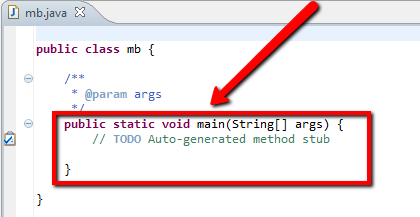 mb.java
public class mb {
/**
* @param args
*/
public static void main(String[] args) {
// TODO Auto-generated method stub
}
}